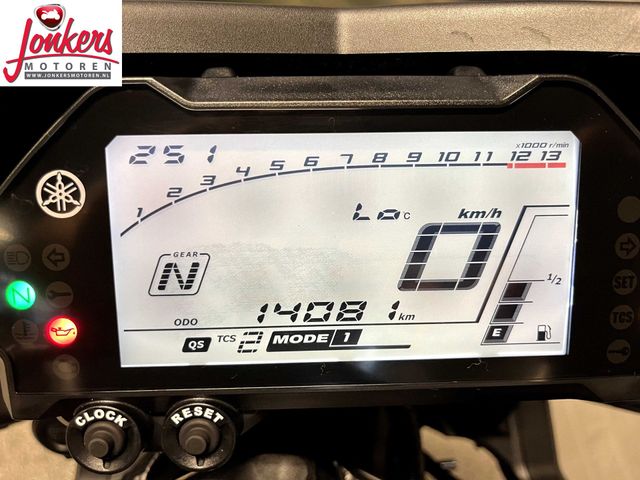 Jonkers
MOTOREN
WWW.JONKERSMOTOREN.NL
x1000 r/min
251
1 2 3 4 5 6 7 8 9 10 11 12 13
Lo C
km/h
GEAR
N
0
1/2
N
SET
ODO 14081 km
TCS
QS TCS 2 MODE 1
E
CLOCK RESET